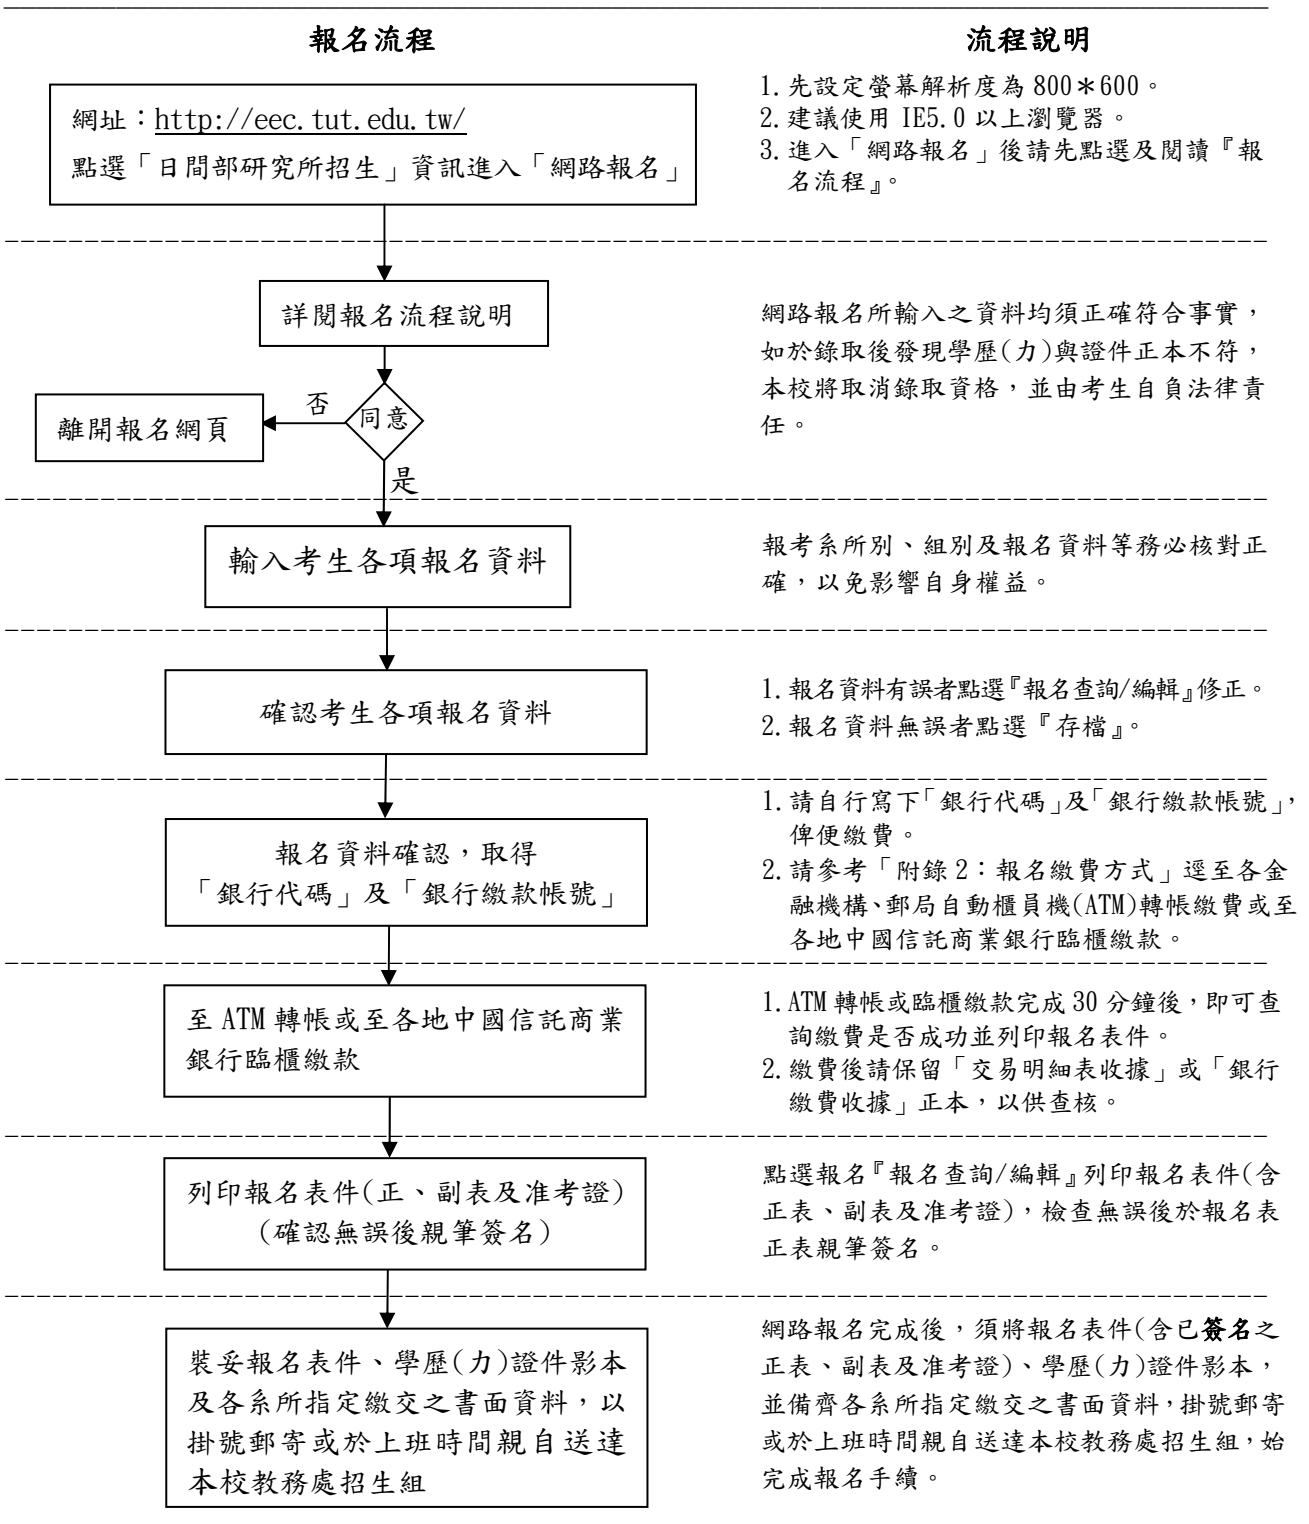 報名流程
流程說明
網址：http://eec.tut.edu.tw/
點選「日間部研究所招生」資訊進入「網路報名」
1.先設定螢幕解析度為 800＊600。
2.建議使用 IE5.0 以上瀏覽器。
3.進入「網路報名」後請先點選及閱讀『報
名流程』。
詳閱報名流程說明
同意
否
離開報名網頁
是
網路報名所輸入之資料均須正確符合事實，
如於錄取後發現學歷(力)與證件正本不符，
本校將取消錄取資格，並由考生自負法律責
任。
輸入考生各項報名資料
報考系所別、組別及報名資料等務必核對正
確，以免影響自身權益。
確認考生各項報名資料
1.報名資料有誤者點選『報名查詢/編輯』修正。
2.報名資料無誤者點選『存檔』。
報名資料確認，取得
「銀行代碼」及「銀行繳款帳號」
1.請自行寫下「銀行代碼」及「銀行繳款帳號」，
俾便繳費。
2.請參考「附錄 2：報名繳費方式」逕至各金
融機構、郵局自動櫃員機(ATM)轉帳繳費或至
各地中國信託商業銀行臨櫃繳款。
至 ATM 轉帳或至各地中國信託商業
銀行臨櫃繳款
1.ATM 轉帳或臨櫃繳款完成 30 分鐘後，即可查
詢繳費是否成功並列印報名表件。
2.繳費後請保留「交易明細表收據」或「銀行
繳費收據」正本，以供查核。
列印報名表件(正、副表及准考證)
(確認無誤後親筆簽名)
點選報名『報名查詢/編輯』列印報名表件(含
正表、副表及准考證)，檢查無誤後於報名表
正表親筆簽名。
裝妥報名表件、學歷(力)證件影本
及各系所指定繳交之書面資料，以
掛號郵寄或於上班時間親自送達
本校教務處招生組
網路報名完成後，須將報名表件(含已簽名之
正表、副表及准考證)、學歷(力)證件影本，
並備齊各系所指定繳交之書面資料，掛號郵寄
或於上班時間親自送達本校教務處招生組，始
完成報名手續。